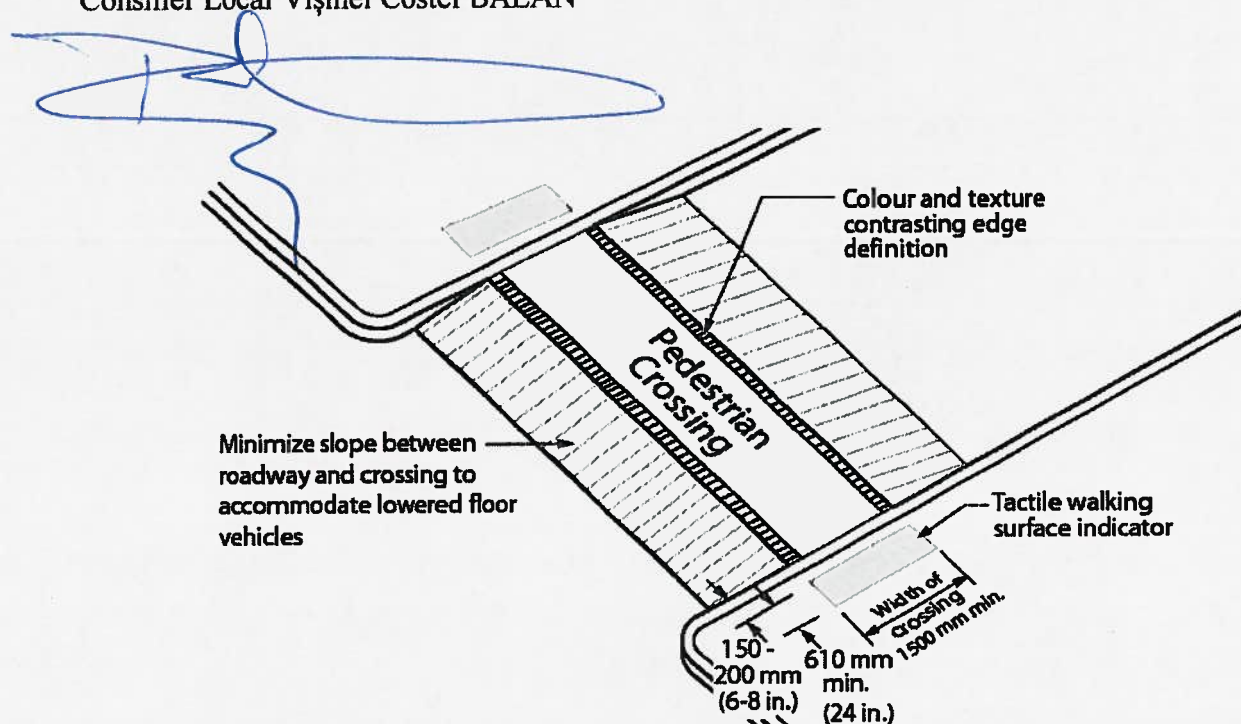 Consilier Local Vișinel Costel BALAN
Colour and texture
contrasting edge
definition
Pedestrian
Crossing
Minimize slope between
roadway and crossing to
accommodate lowered floor
vehicles
Tactile walking
surface indicator
Width of
crossing
1500 mm min.
150 -
200 mm
(6-8 in.)
610 mm
min.
(24 in.)